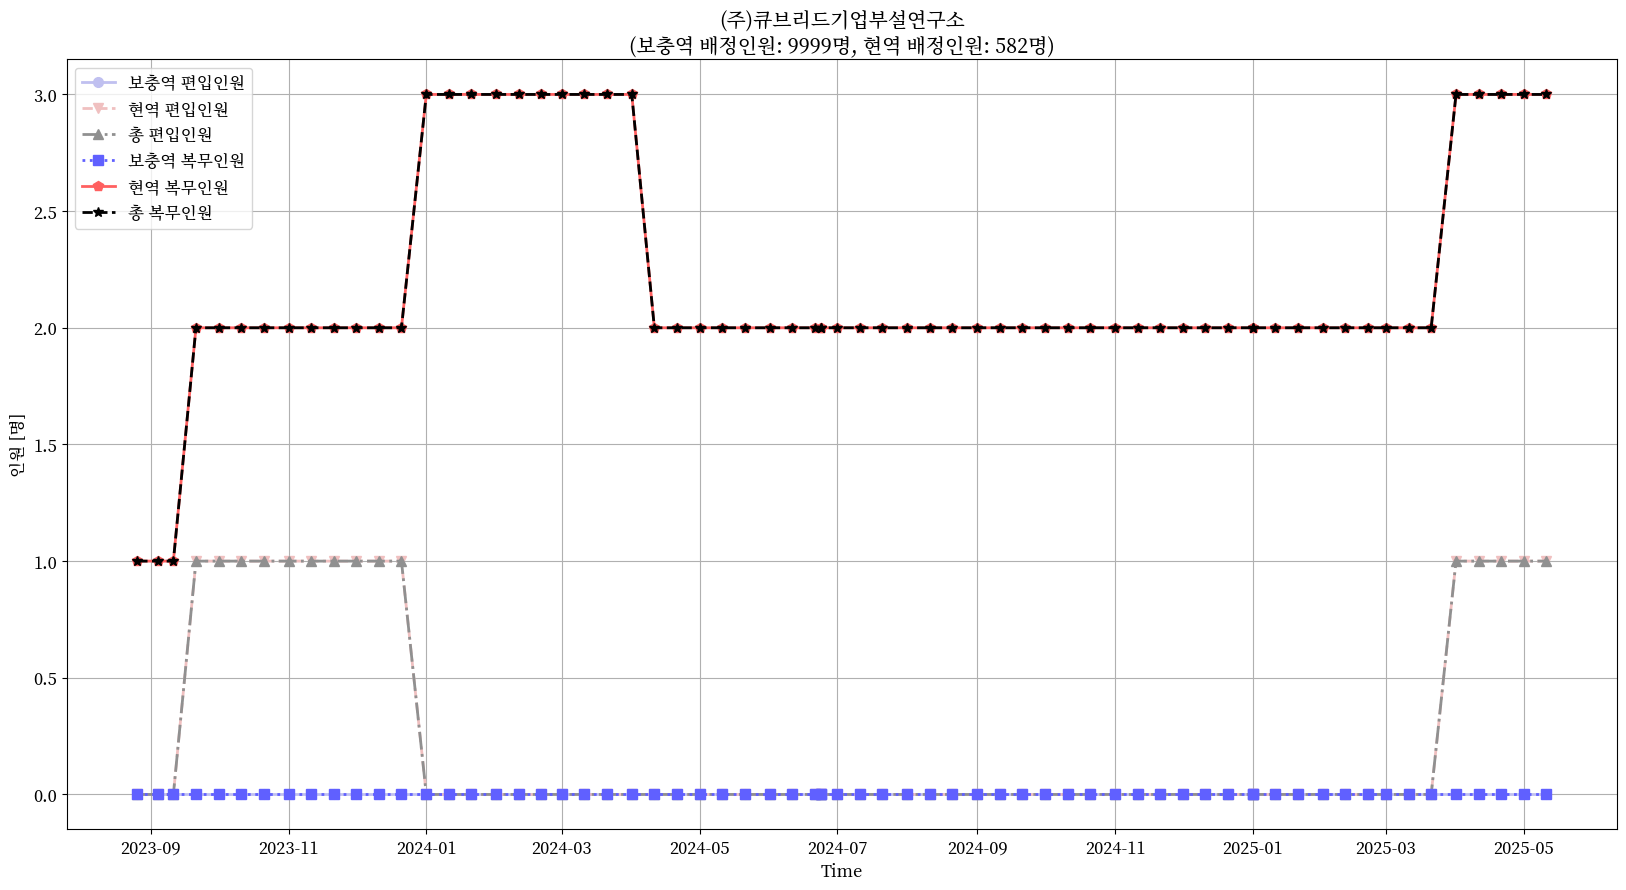 (주)큐브리드기업부설연구소
(보충역 배정인원: 9999명, 현역 배정인원: 582명)
보충역 편입인원
현역 편입인원
총 편입인원
보충역 복무인원
현역 복무인원
총 복무인원
인원 [명]
3.0
2.5
2.0
1.5
1.0
0.5
0.0
2023-09 2023-11 2024-01 2024-03 2024-05 2024-07 2024-09 2024-11 2025-01 2025-03 2025-05
Time